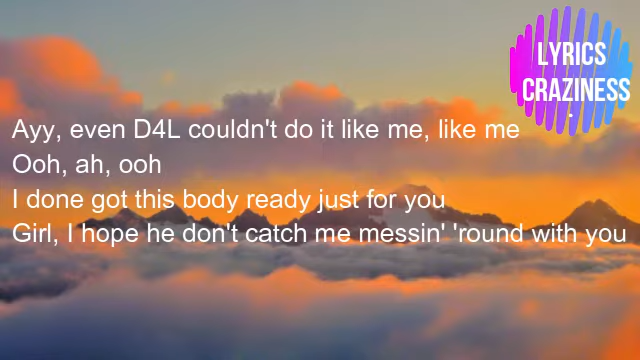 LYRICS
CRAZINESS
Ayy, even D4L couldn't do it like me, like me
Ooh, ah, ooh
I done got this body ready just for you
Girl, I hope he don't catch me messin' 'round with you